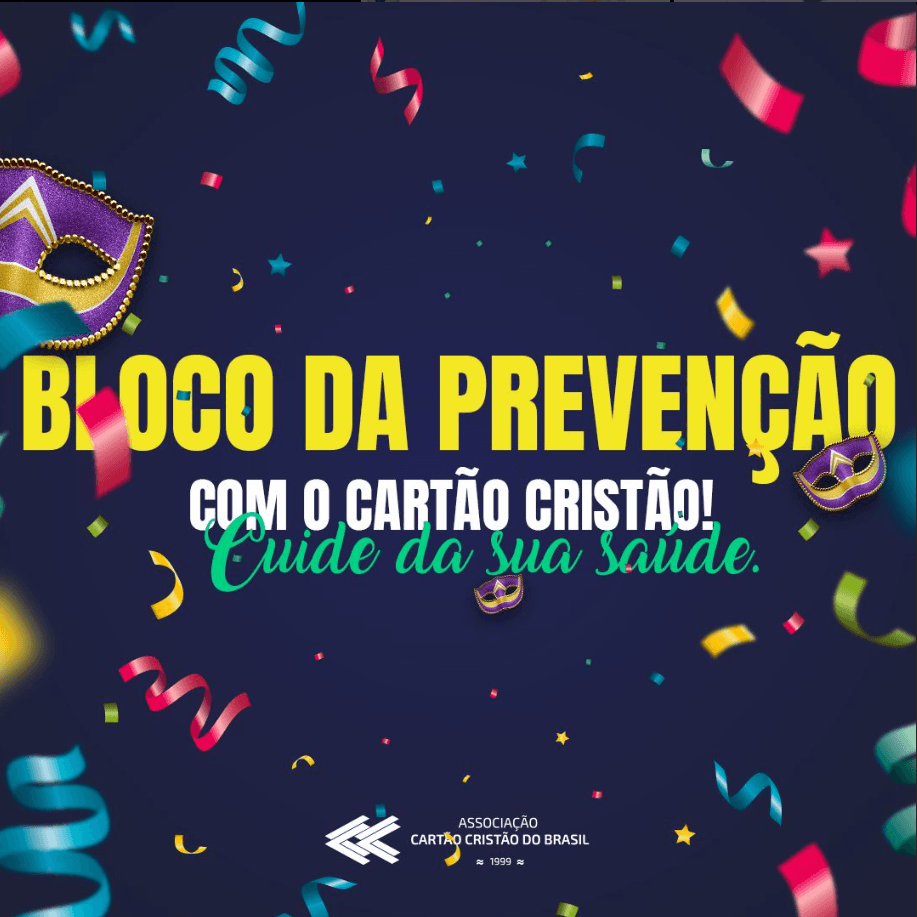 BLOCO DA PREVENÇÃO
COM O CARTÃO CRISTÃO!
Cuide da sua saúde.
ASSOCIAÇÃO
CARTÃO CRISTÃO DO BRASIL
≈ 1999 ≈